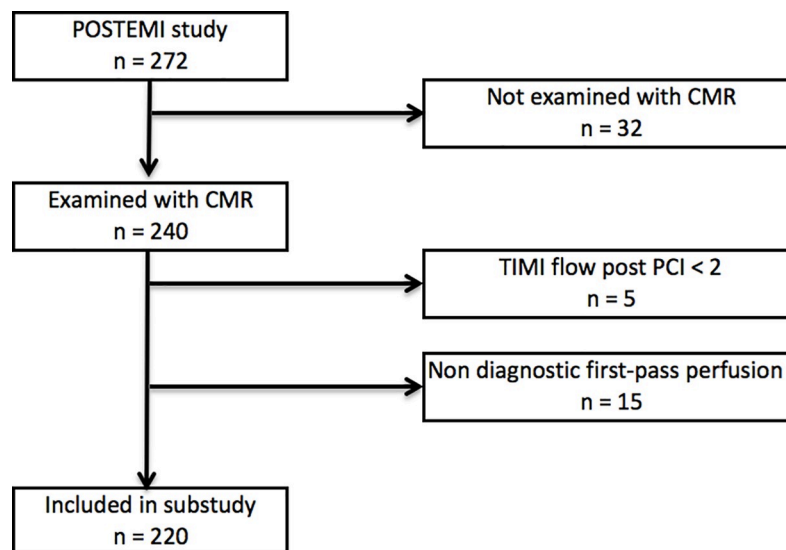 POSTEMI study
n = 272
Not examined with CMR
n = 32
Examined with CMR
n = 240
TIMI flow post PCI < 2
n = 5
Non diagnostic first-pass perfusion
n = 15
Included in substudy
n = 220